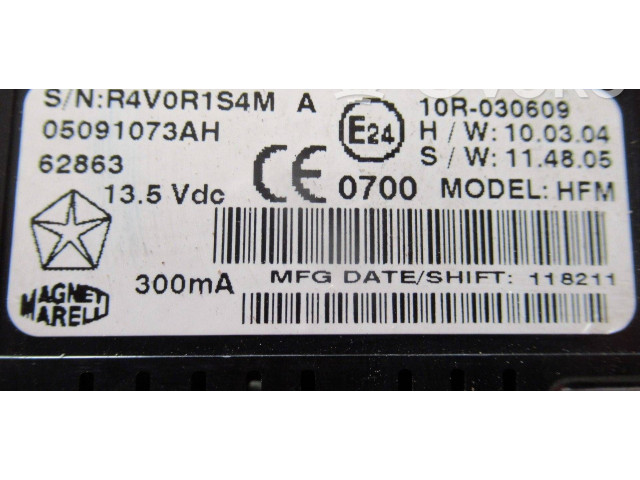 S/N:R4V0R1S4M A
10R-030609
05091073AH
E24
H / W: 10.03.04
62863
S / W: 11.48.05
CE 0700 MODEL: HFM
13.5 Vdc
300mA
MFG DATE/SHIFT: 118211
MAGNETI
MARELLI